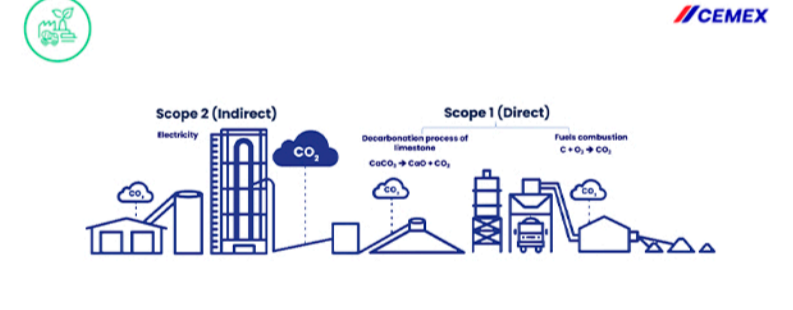 CEMEX
Scope 2 (Indirect)
Electricity
CO₂
CO₂
Scope 1 (Direct)
Decarbonation process of
limestone
CaCO₃ → CaO + CO₂
CO₂
Fuels combustion
C + O₂ → CO₂
CO₂